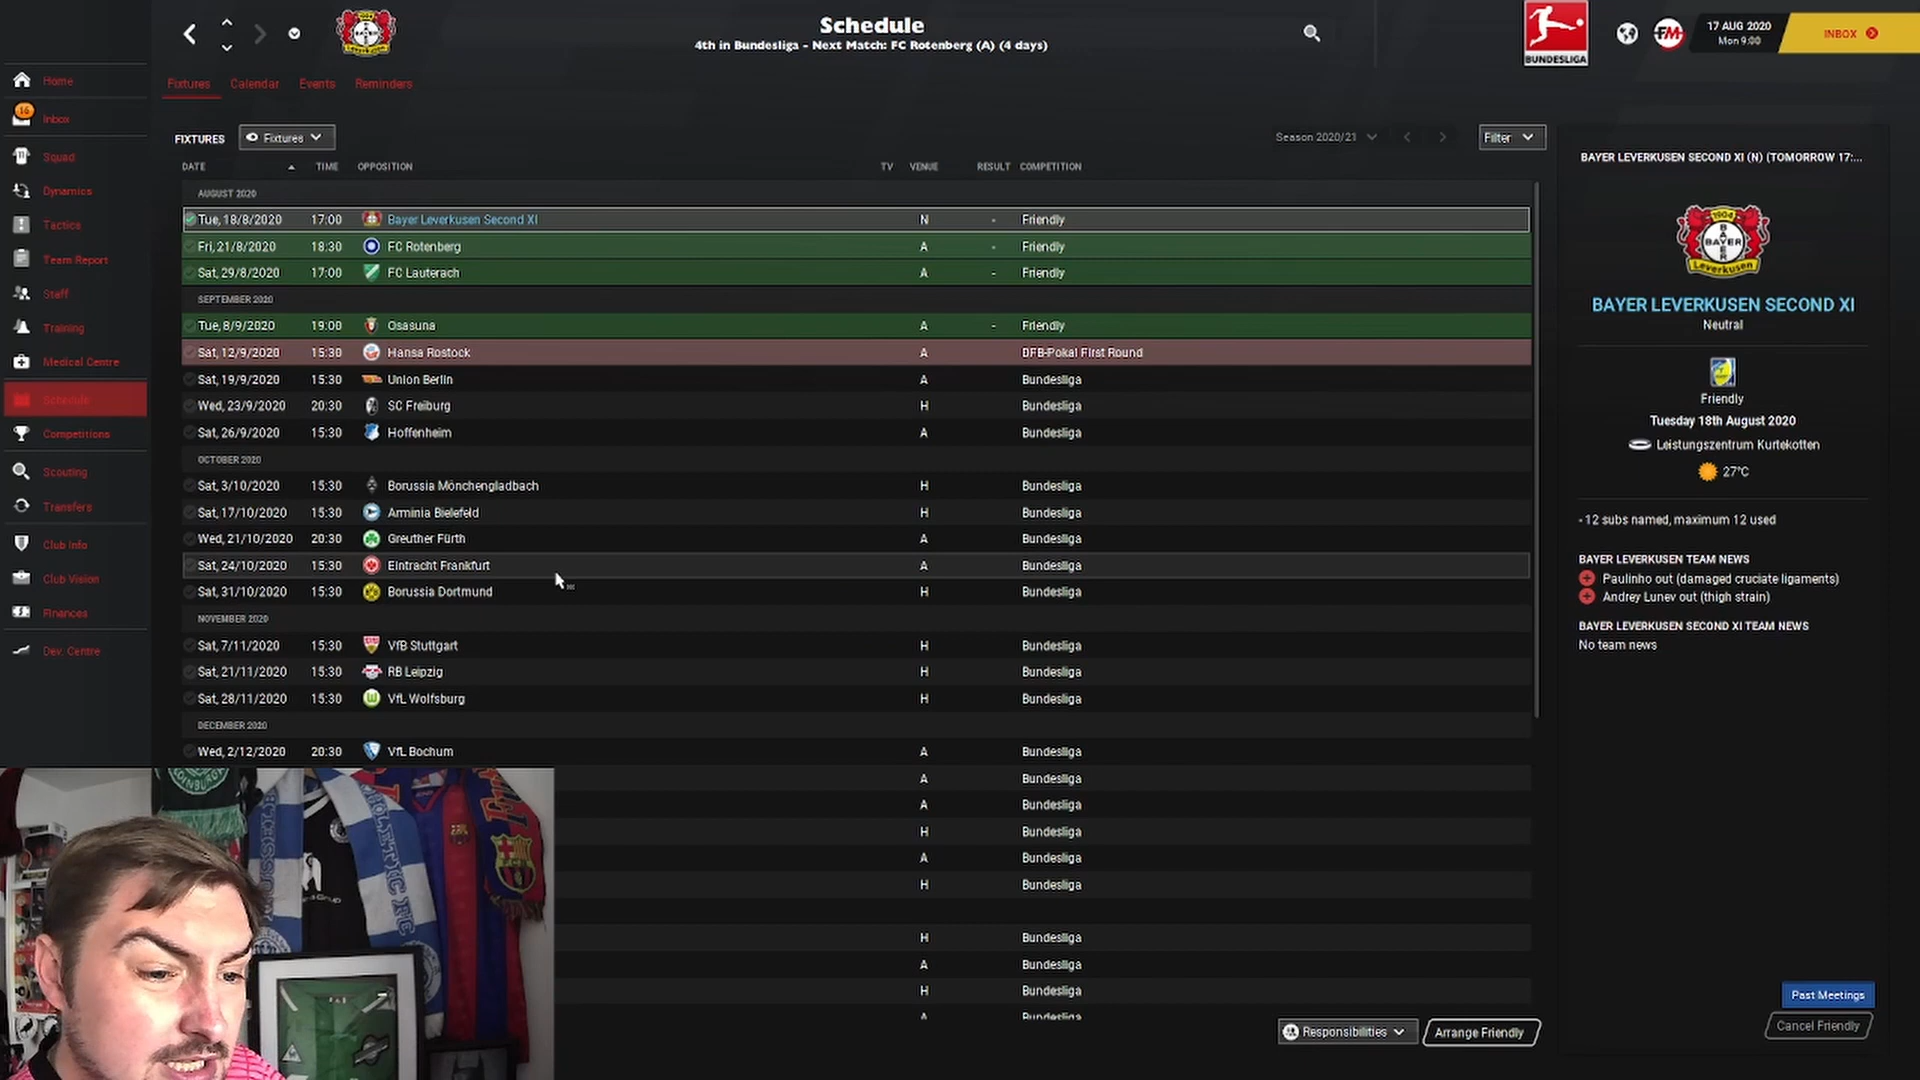 Schedule
4th in Bundesliga - Next Match: FC Rotenberg (A) (4 days)
BUNDESLIGA
FM
17 AUG 2020
Mon 9:00
INBOX
Home
16
Inbox
Squad
Dynamics
Tactics
Team Report
Staff
Training
Medical Centre
Schedule
Competitions
Scouting
Transfers
Club Info
Club Vision
Finances
Dev. Centre
Fixtures Calendar Events Reminders
FIXTURES Fixtures Season 2020/21 Filter
DATE TIME OPPOSITION TV VENUE RESULT COMPETITION
AUGUST 2020
Tue, 18/8/2020 17:00 Bayer Leverkusen Second XI N - Friendly
Fri, 21/8/2020 18:30 FC Rotenberg A - Friendly
Sat, 29/8/2020 17:00 FC Lauterach A - Friendly
SEPTEMBER 2020
Tue, 8/9/2020 19:00 Osasuna A - Friendly
Sat, 12/9/2020 15:30 Hansa Rostock A DFB-Pokal First Round
Sat, 19/9/2020 15:30 Union Berlin A Bundesliga
Wed, 23/9/2020 20:30 SC Freiburg H Bundesliga
Sat, 26/9/2020 15:30 Hoffenheim A Bundesliga
OCTOBER 2020
Sat, 3/10/2020 15:30 Borussia Mönchengladbach H Bundesliga
Sat, 17/10/2020 15:30 Arminia Bielefeld H Bundesliga
Wed, 21/10/2020 20:30 Greuther Fürth A Bundesliga
Sat, 24/10/2020 15:30 Eintracht Frankfurt A Bundesliga
Sat, 31/10/2020 15:30 Borussia Dortmund H Bundesliga
NOVEMBER 2020
Sat, 7/11/2020 15:30 VfB Stuttgart H Bundesliga
Sat, 21/11/2020 15:30 RB Leipzig H Bundesliga
Sat, 28/11/2020 15:30 VfL Wolfsburg H Bundesliga
DECEMBER 2020
Wed, 2/12/2020 20:30 VfL Bochum A Bundesliga
A Bundesliga
A Bundesliga
H Bundesliga
A Bundesliga
H Bundesliga
H Bundesliga
A Bundesliga
H Bundesliga
A Bundesliga
Responsibilities Arrange Friendly
BAYER LEVERKUSEN SECOND XI (N) (TOMORROW 17:...
1904
BAYER
Leverkusen
BAYER LEVERKUSEN SECOND XI
Neutral
Friendly
Tuesday 18th August 2020
Leistungszentrum Kurtekotten
27°C
- 12 subs named, maximum 12 used
BAYER LEVERKUSEN TEAM NEWS
Paulinho out (damaged cruciate ligaments)
Andrey Lunev out (thigh strain)
BAYER LEVERKUSEN SECOND XI TEAM NEWS
No team news
Past Meetings
Cancel Friendly